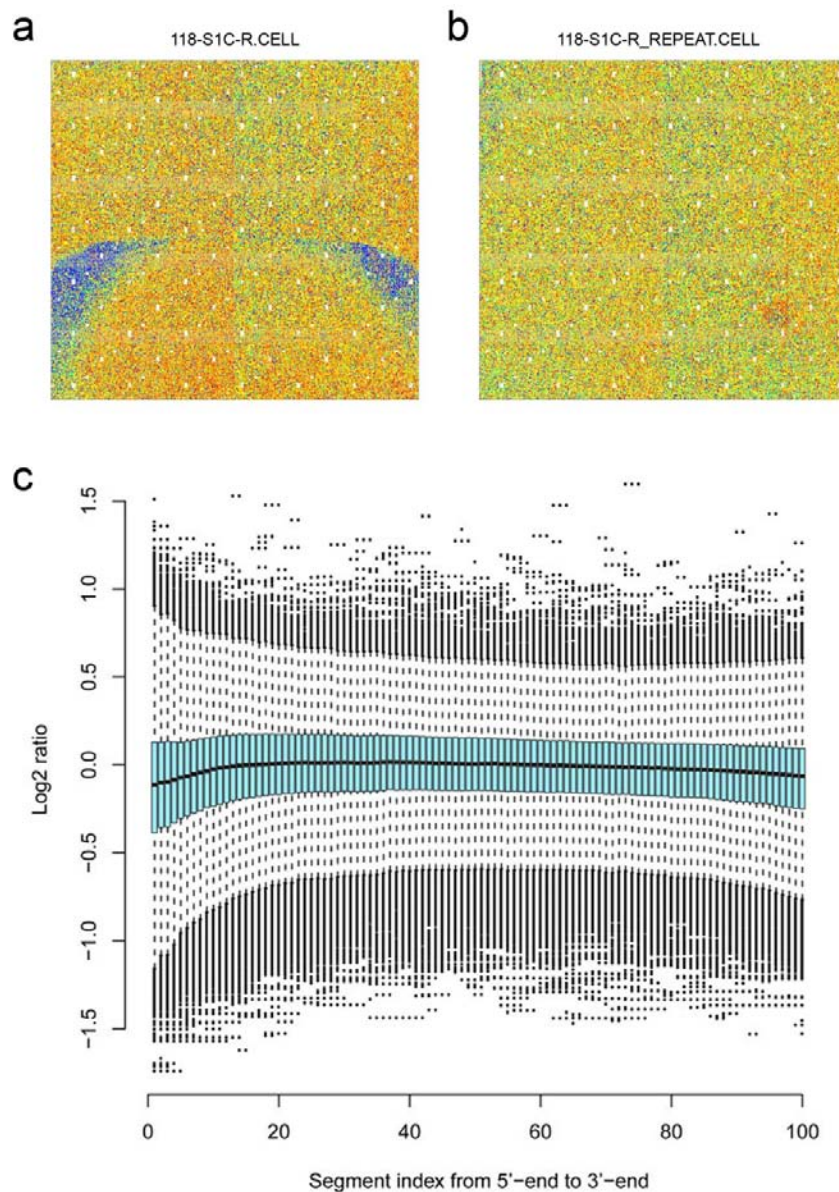 a
118-S1C-R.CELL
b
118-S1C-R_REPEAT.CELL
c
1.5
1.0
0.5
0.0
−0.5
−1.0
−1.5
Log2 ratio
0 20 40 60 80 100
Segment index from 5'−end to 3'−end